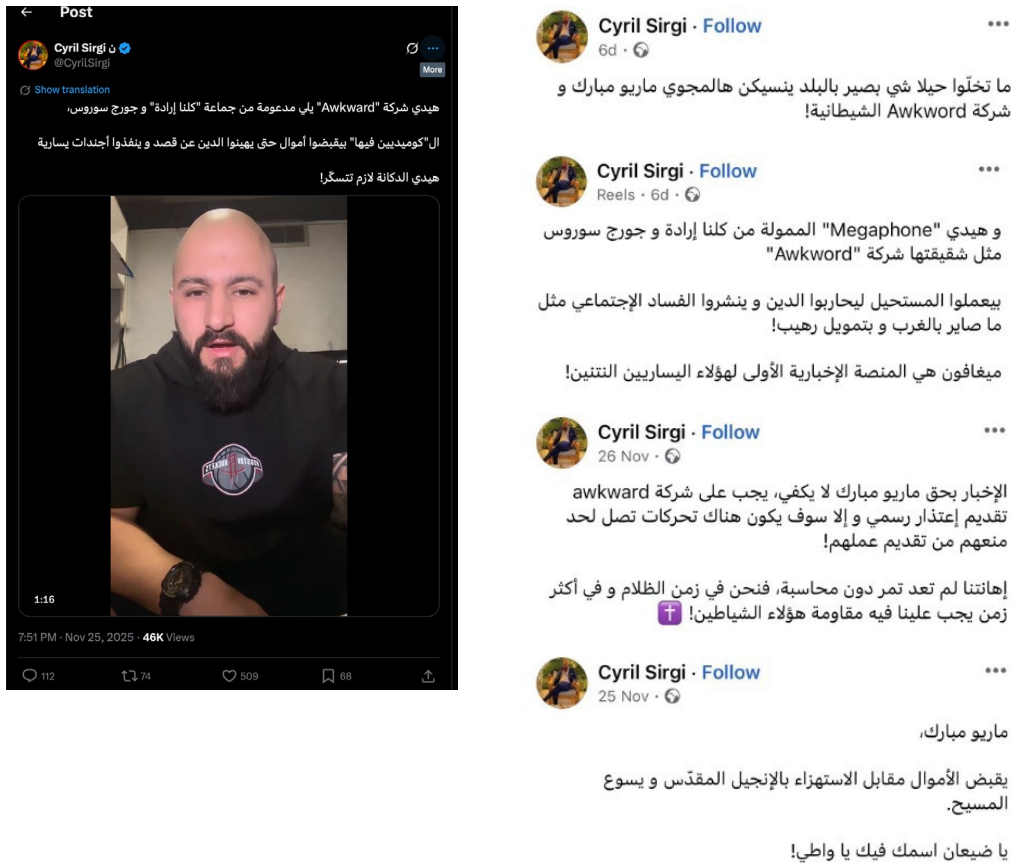 Post
Cyril Sirgi ن
@CyrilSirgi
More
Show translation
هيدي شركة "Awkward" يلي مدعومة من جماعة "كلنا إرادة" و جورج سوروس،
ال"كوميديين فيها" بيقبضوا أموال حتى يهينوا الدين عن قصد و ينفذوا أجندات يسارية
هيدي الدكانة لازم تتسكّر!
1:16
7:51 PM · Nov 25, 2025 · 46K Views
112
74
509
68
Cyril Sirgi · Follow
6d
ما تخلّوا حيلا شي بصير بالبلد ينسيكن هالمجوي ماريو مبارك و
شركة Awkword الشيطانية!
Cyril Sirgi · Follow
Reels · 6d
و هيدي "Megaphone" الممولة من كلنا إرادة و جورج سوروس
مثل شقيقتها شركة "Awkword"
بيعملوا المستحيل ليحاربوا الدين و ينشروا الفساد الإجتماعي مثل
ما صاير بالغرب و بتمويل رهيب!
ميغافون هي المنصة الإخبارية الأولى لهؤلاء اليساريين النتنين!
Cyril Sirgi · Follow
26 Nov
الإخبار بحق ماريو مبارك لا يكفي، يجب على شركة awkward
تقديم إعتذار رسمي و إلا سوف يكون هناك تحركات تصل لحد
منعهم من تقديم عملهم!
إهانتنا لم تعد تمر دون محاسبة، فنحن في زمن الظلام و في أكثر
زمن يجب علينا فيه مقاومة هؤلاء الشياطين! ✝️
Cyril Sirgi · Follow
25 Nov
ماريو مبارك،
يقبض الأموال مقابل الاستهزاء بالإنجيل المقدّس و يسوع
المسيح.
يا ضيعان اسمك فيك يا واطي!